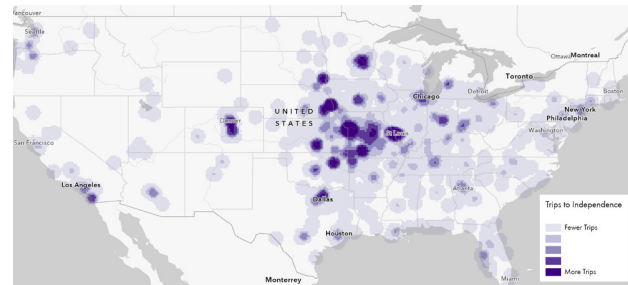 Vancouver
Seattle
Ottawa
Montreal
Toronto
UNITED
STATES
Denver
Chicago
Detroit
Boston
New York
Philadelphia
St Louis
Washington
San Francisco
Los Angeles
Atlanta
Dallas
Houston
Miami
Monterrey
Trips to Independence
Fewer Trips
More Trips